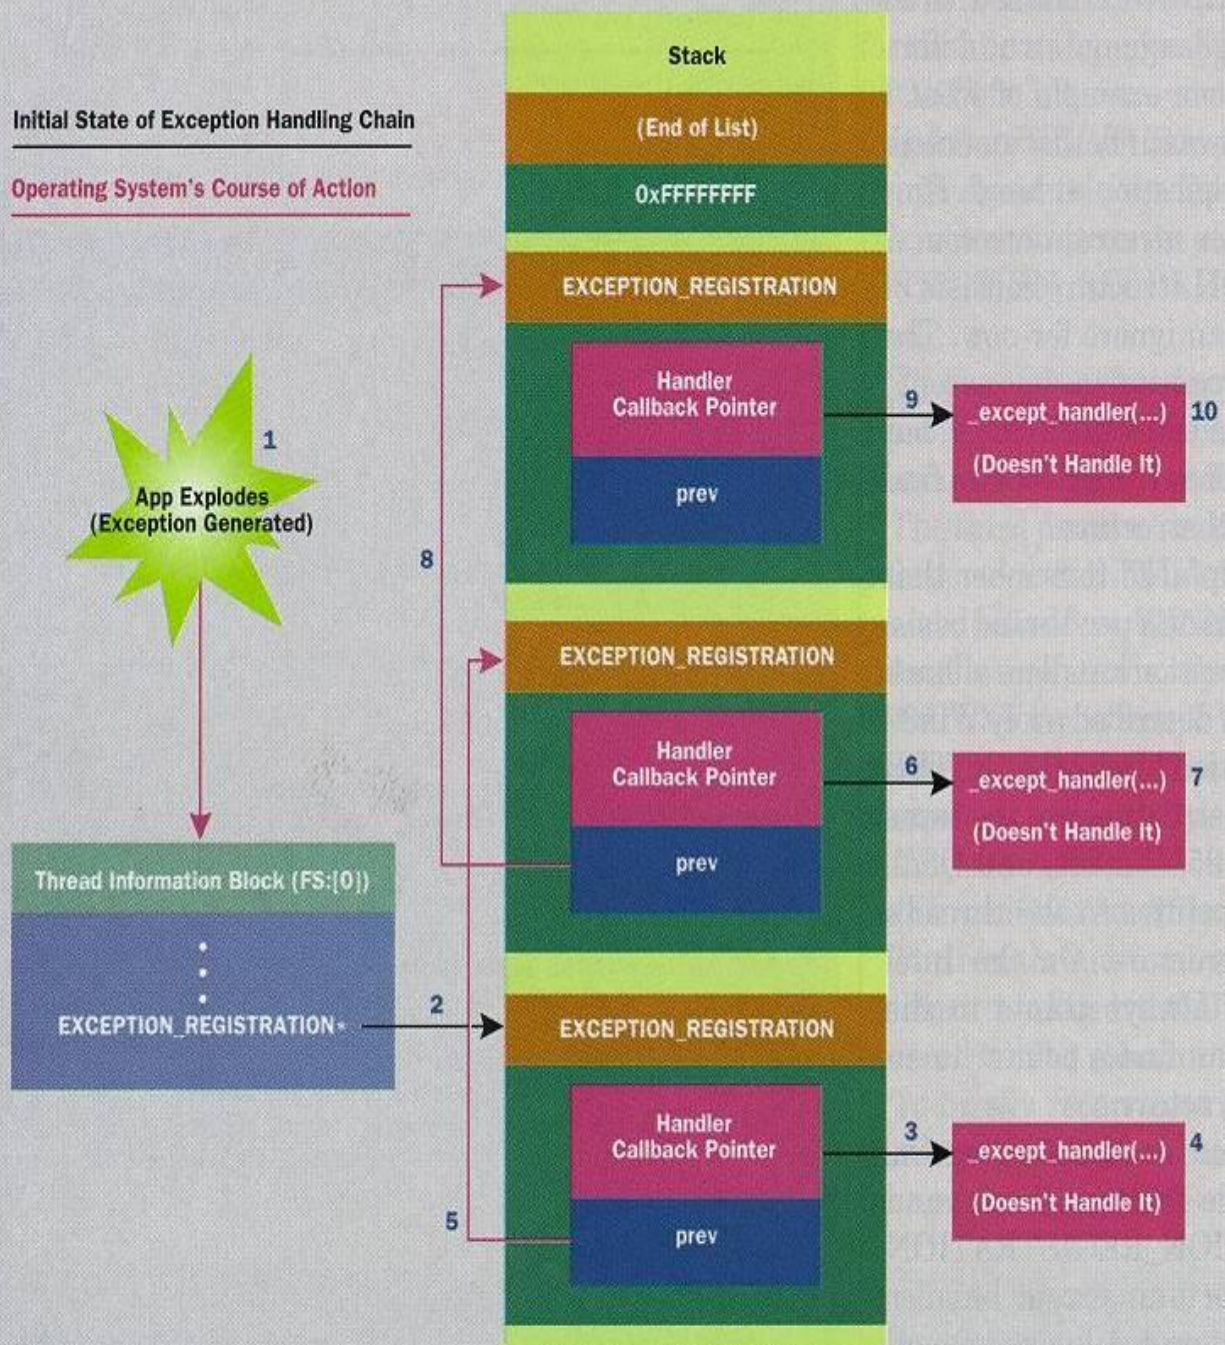 Stack
Initial State of Exception Handling Chain
(End of List)
Operating System's Course of Action
0xFFFFFFFF
EXCEPTION_REGISTRATION
Handler
Callback Pointer
9
_except_handler(...)
10
(Doesn't Handle It)
prev
1
App Explodes
(Exception Generated)
8
EXCEPTION_REGISTRATION
Handler
Callback Pointer
6
_except_handler(...)
7
(Doesn't Handle It)
prev
Thread Information Block (FS:[0])
EXCEPTION_REGISTRATION*
2
EXCEPTION_REGISTRATION
Handler
Callback Pointer
3
_except_handler(...)
4
(Doesn't Handle It)
5
prev